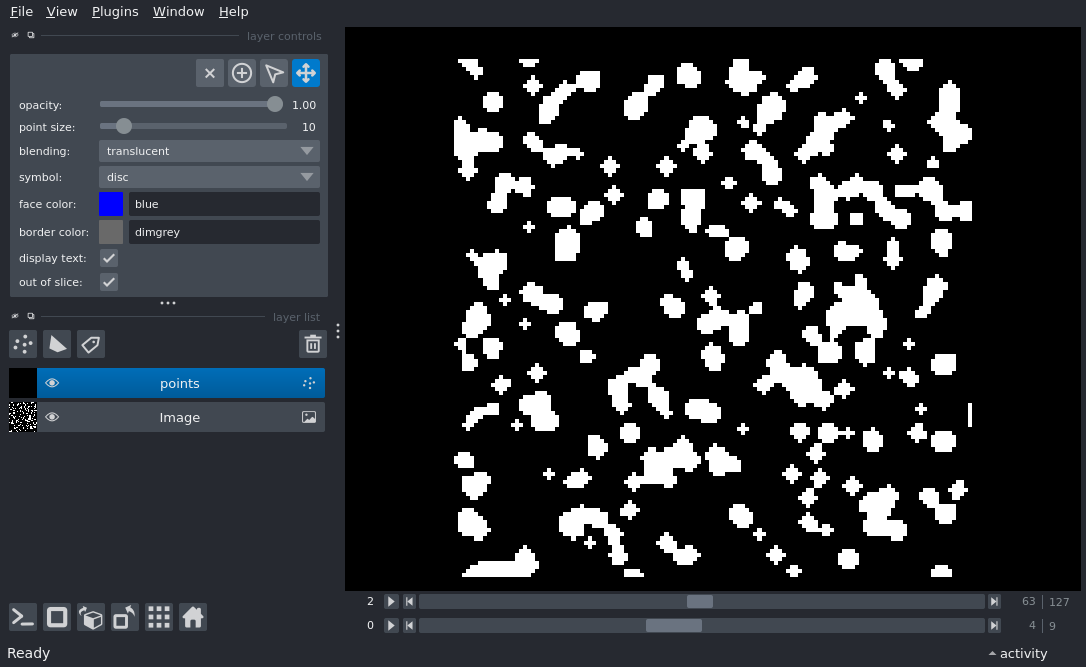 File View Plugins Window Help
layer controls
opacity: 1.00
point size: 10
blending: translucent
symbol: disc
face color: blue
border color: dimgrey
display text:
out of slice:
layer list
points
Image
2 63 127
0 4 9
Ready activity